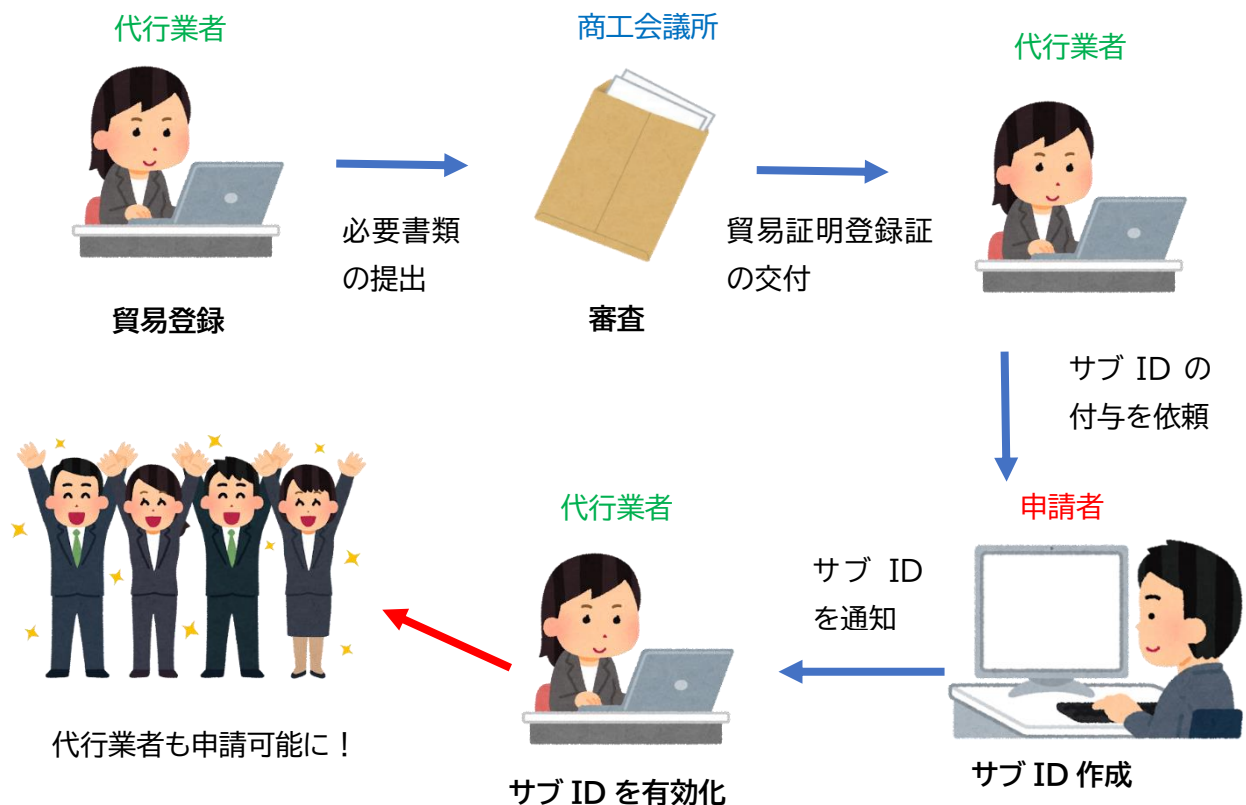 代行業者
商工会議所
代行業者
必要書類
の提出
貿易証明登録証
の交付
貿易登録
審査
サブ ID の
付与を依頼
申請者
代行業者
サブ ID
を通知
代行業者も申請可能に！
サブ ID を有効化
サブ ID 作成